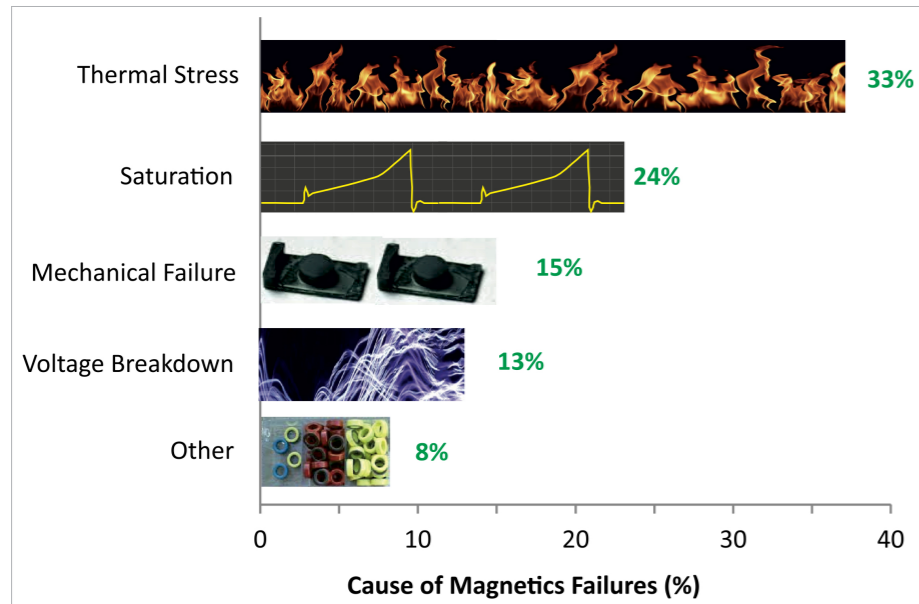 Thermal Stress
33%
Saturation
24%
Mechanical Failure
15%
Voltage Breakdown
13%
Other
8%
0 10 20 30 40
Cause of Magnetics Failures (%)